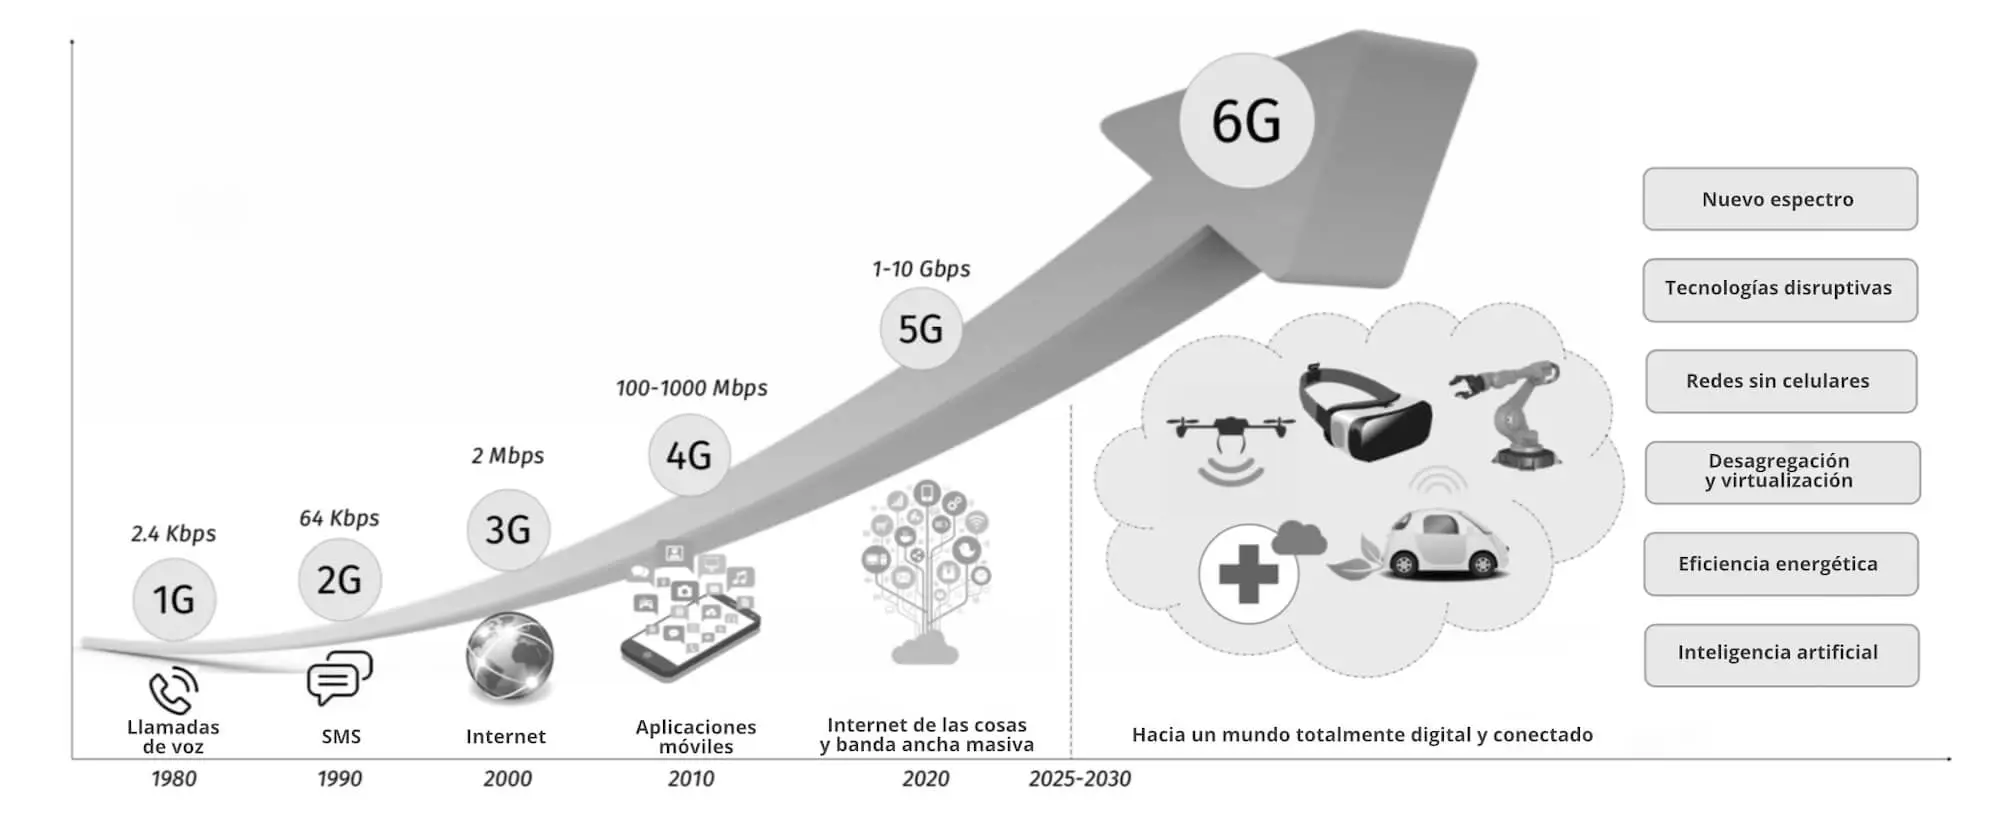 6G
Nuevo espectro
Tecnologías disruptivas
Redes sin celulares
Desagregación
y virtualización
Eficiencia energética
Inteligencia artificial
1-10 Gbps
5G
100-1000 Mbps
4G
2 Mbps
3G
64 Kbps
2G
2.4 Kbps
1G
Llamadas
de voz
SMS
Internet
Aplicaciones
móviles
Internet de las cosas
y banda ancha masiva
Hacia un mundo totalmente digital y conectado
1980
1990
2000
2010
2020
2025-2030